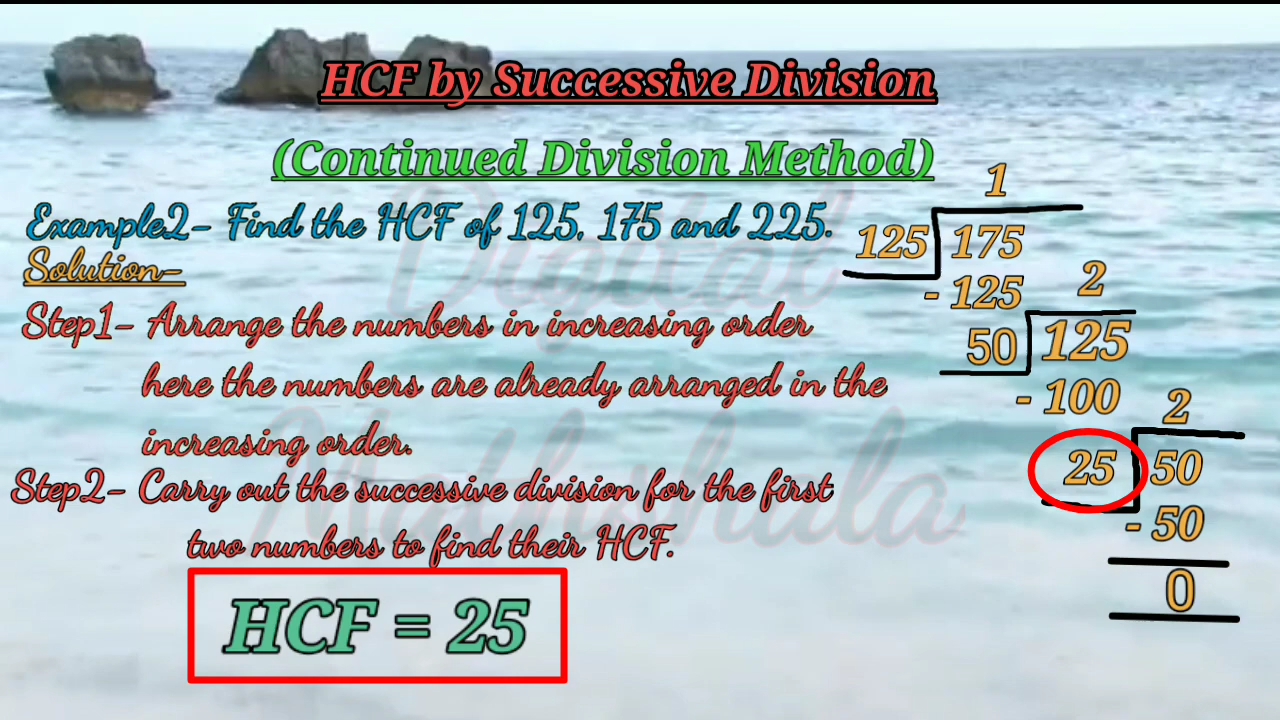 HCF by Successive Division
(Continued Division Method)
Example2- Find the HCF of 125, 175 and 225.
Solution-
Step1- Arrange the numbers in increasing order
here the numbers are already arranged in the
increasing order.
Step2- Carry out the successive division for the first
two numbers to find their HCF.
HCF = 25
1
125 175
- 125
2
50 125
- 100
2
25 50
- 50
0
Digital
Mathshala